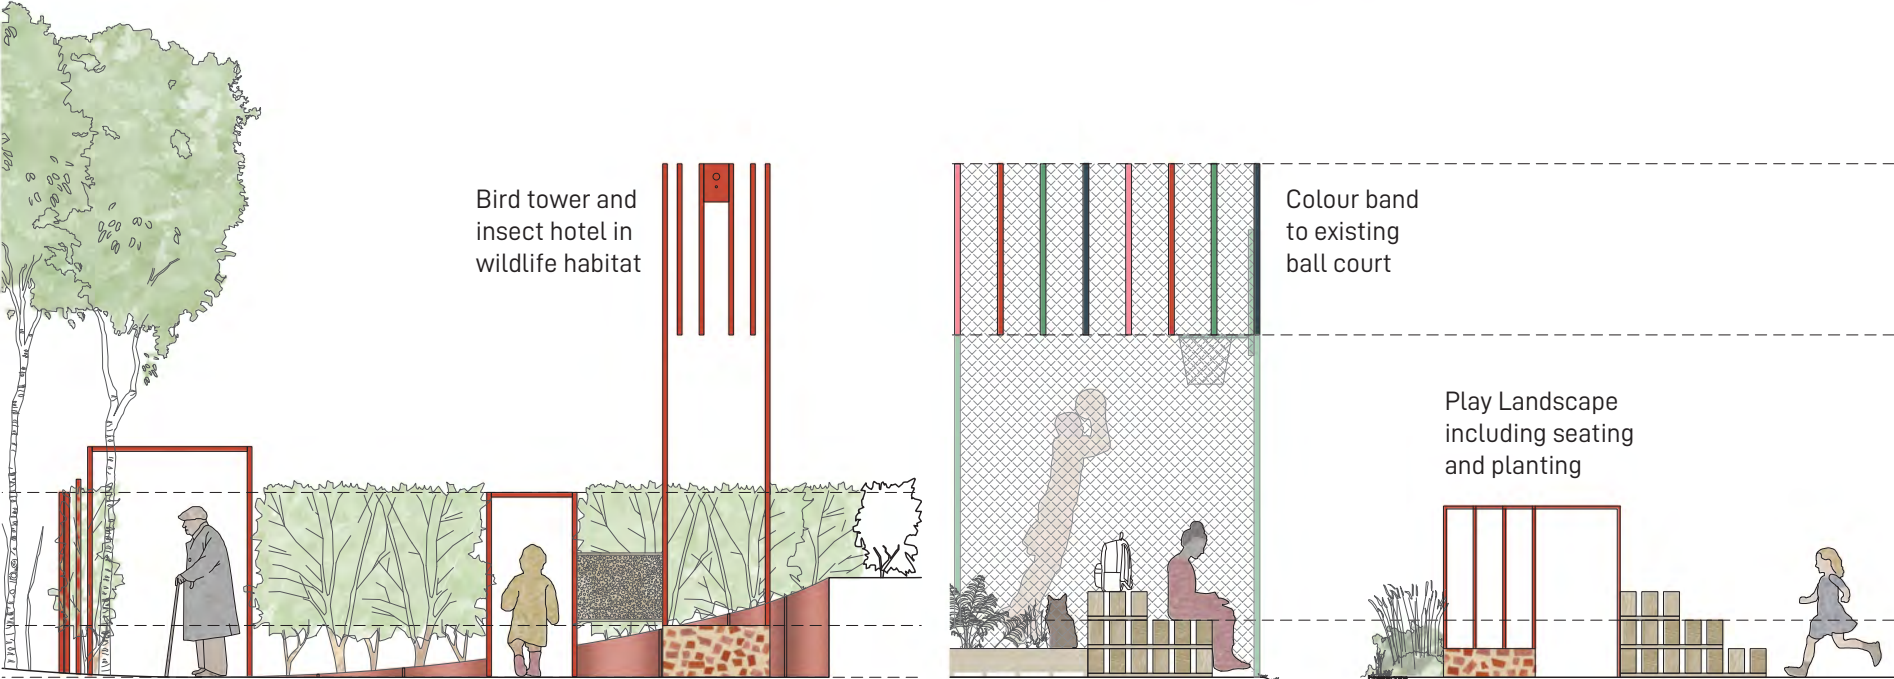 Bird tower and
insect hotel in
wildlife habitat
Colour band
to existing
ball court
Play Landscape
including seating
and planting